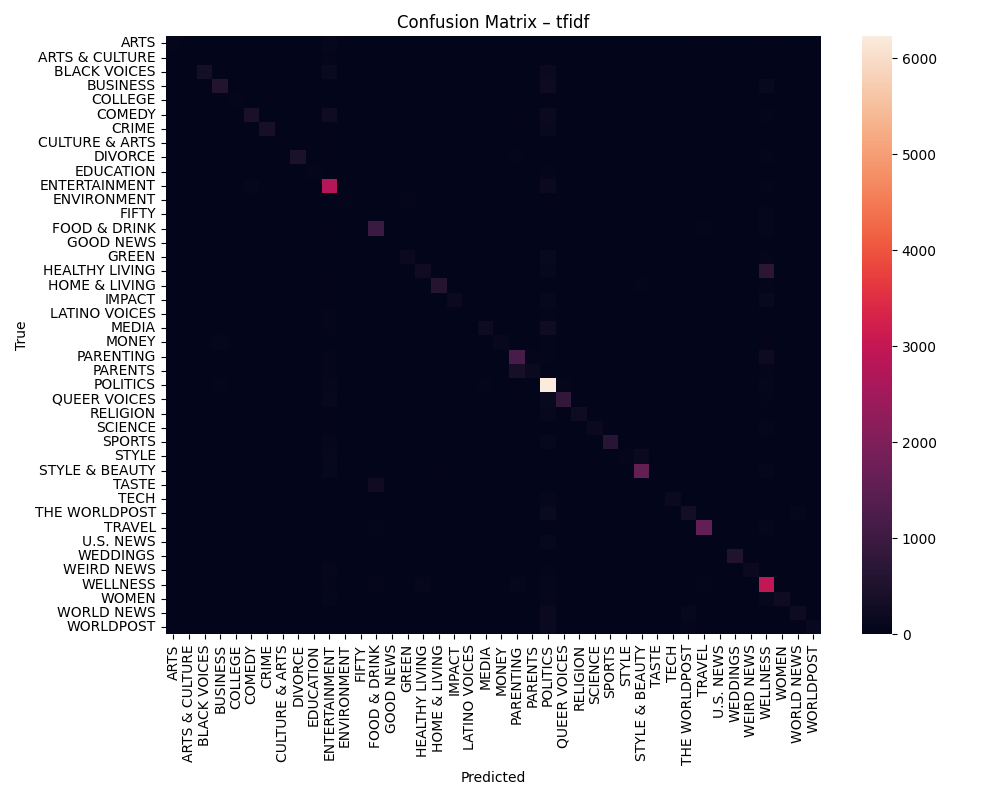 Confusion Matrix – tfidf
True
ARTS
ARTS & CULTURE
BLACK VOICES
BUSINESS
COLLEGE
COMEDY
CRIME
CULTURE & ARTS
DIVORCE
EDUCATION
ENTERTAINMENT
ENVIRONMENT
FIFTY
FOOD & DRINK
GOOD NEWS
GREEN
HEALTHY LIVING
HOME & LIVING
IMPACT
LATINO VOICES
MEDIA
MONEY
PARENTING
PARENTS
POLITICS
QUEER VOICES
RELIGION
SCIENCE
SPORTS
STYLE
STYLE & BEAUTY
TASTE
TECH
THE WORLDPOST
TRAVEL
U.S. NEWS
WEDDINGS
WEIRD NEWS
WELLNESS
WOMEN
WORLD NEWS
WORLDPOST
ARTS
ARTS & CULTURE
BLACK VOICES
BUSINESS
COLLEGE
COMEDY
CRIME
CULTURE & ARTS
DIVORCE
EDUCATION
ENTERTAINMENT
ENVIRONMENT
FIFTY
FOOD & DRINK
GOOD NEWS
GREEN
HEALTHY LIVING
HOME & LIVING
IMPACT
LATINO VOICES
MEDIA
MONEY
PARENTING
PARENTS
POLITICS
QUEER VOICES
RELIGION
SCIENCE
SPORTS
STYLE
STYLE & BEAUTY
TASTE
TECH
THE WORLDPOST
TRAVEL
U.S. NEWS
WEDDINGS
WEIRD NEWS
WELLNESS
WOMEN
WORLD NEWS
WORLDPOST
Predicted
6000
5000
4000
3000
2000
1000
0